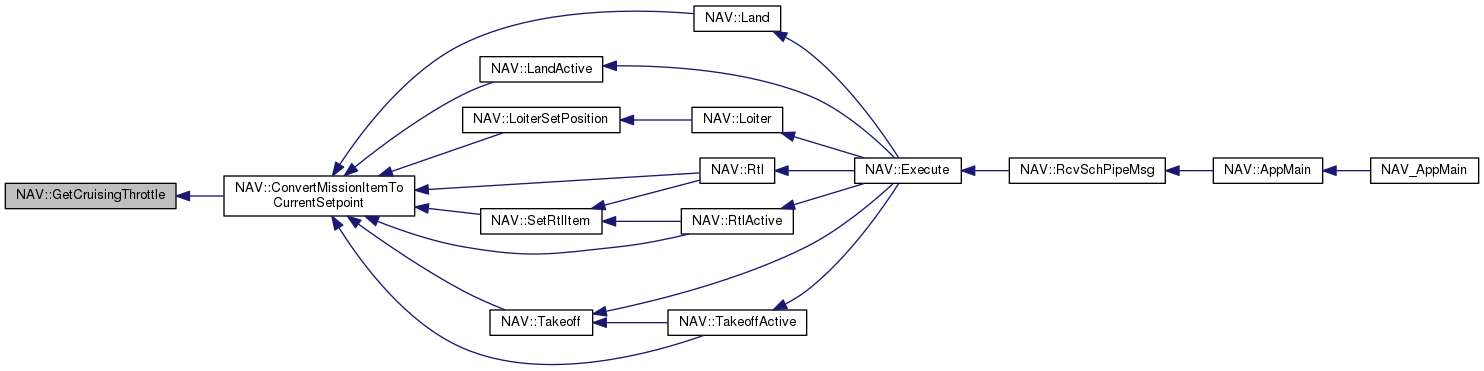 NAV::GetCruisingThrottle
NAV::ConvertMissionItemTo
CurrentSetpoint
NAV::Land
NAV::LandActive
NAV::LoiterSetPosition
NAV::Loiter
NAV::Rtl
NAV::SetRtlItem
NAV::RtlActive
NAV::Takeoff
NAV::TakeoffActive
NAV::Execute
NAV::RcvSchPipeMsg
NAV::AppMain
NAV_AppMain